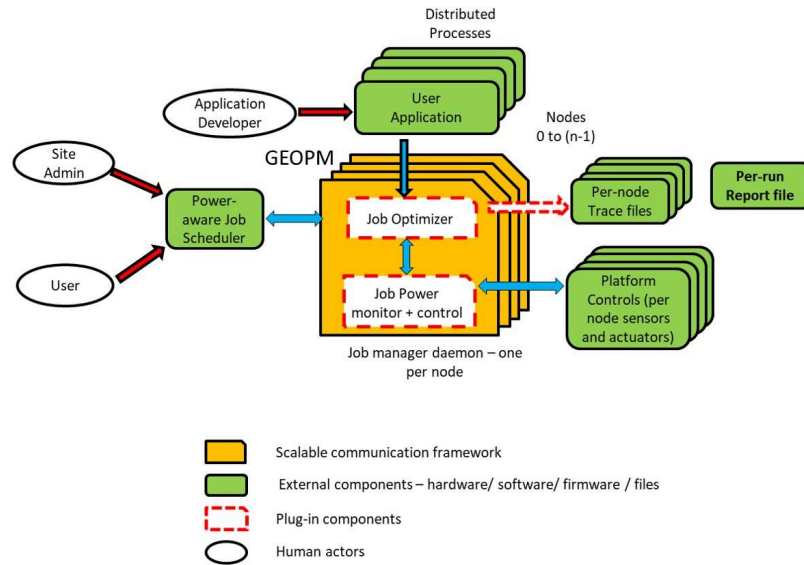 Distributed
Processes
Application
Developer
User
Application
Nodes
0 to (n-1)
GEOPM
Site
Admin
Per-node
Trace files
Per-run
Report file
Power-
aware Job
Scheduler
Job Optimizer
User
Job Power
monitor + control
Platform
Controls (per
node sensors
and actuators)
Job manager daemon – one
per node
Scalable communication framework
External components – hardware/ software/ firmware / files
Plug-in components
Human actors